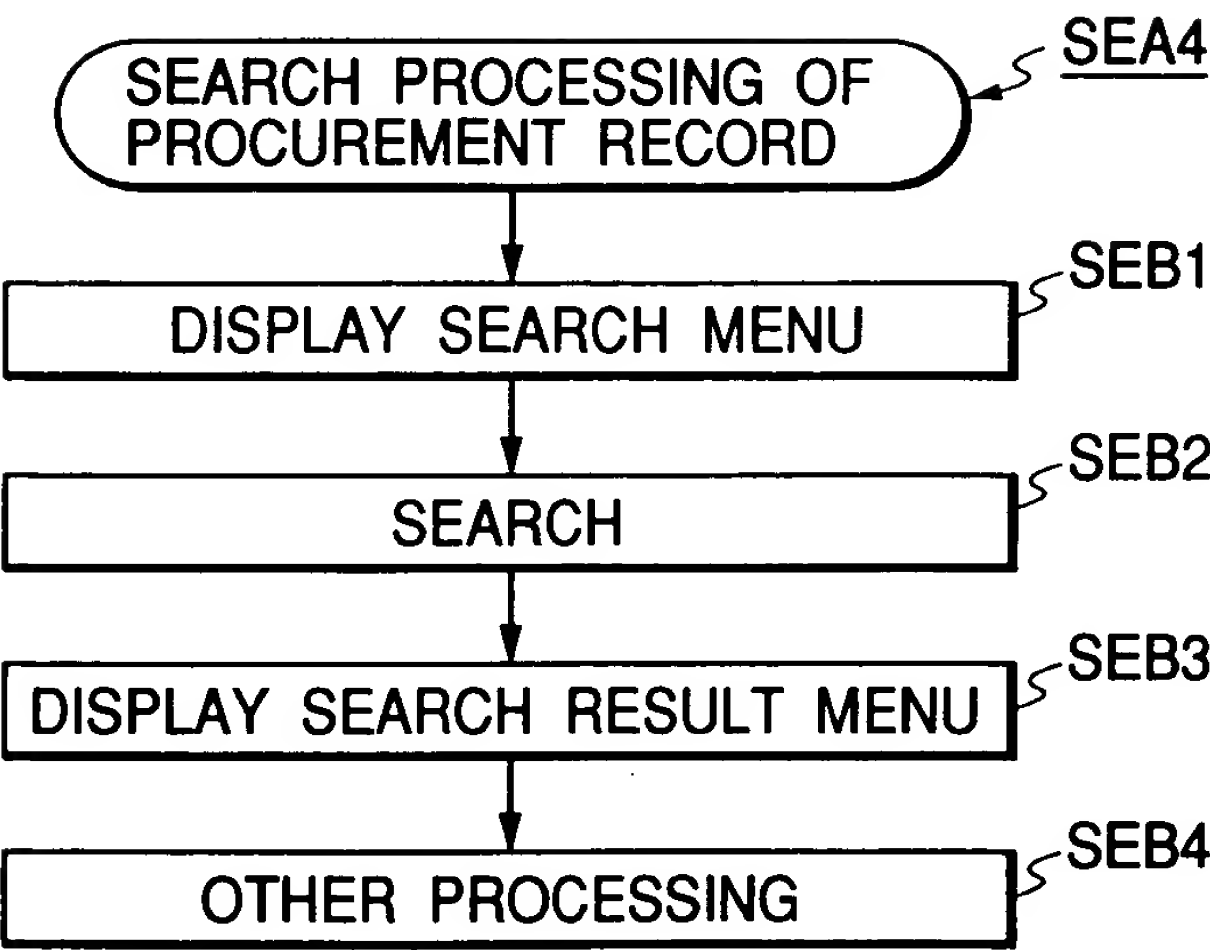 SEA4
SEARCH PROCESSING OF
PROCUREMENT RECORD
SEB1
DISPLAY SEARCH MENU
SEB2
SEARCH
SEB3
DISPLAY SEARCH RESULT MENU
SEB4
OTHER PROCESSING